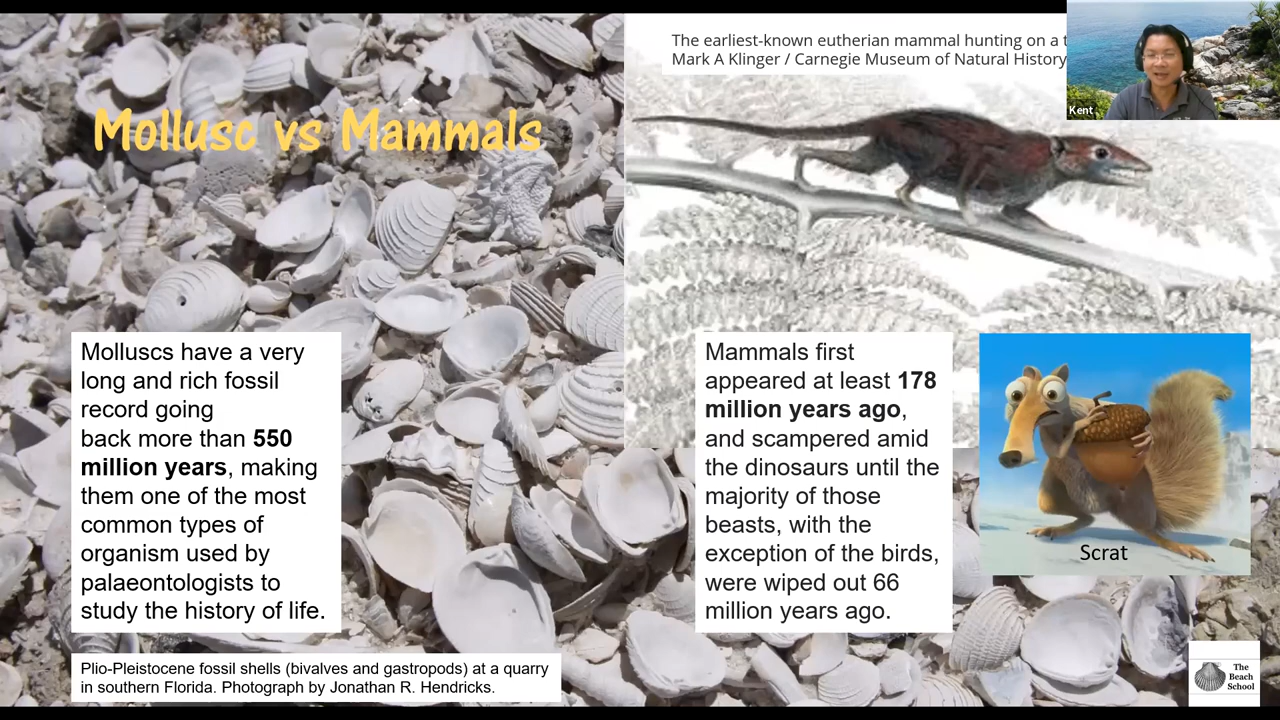 Mollusc vs Mammals
The earliest-known eutherian mammal hunting on a
Mark A Klinger / Carnegie Museum of Natural History
Kent
Molluscs have a very
long and rich fossil
record going
back more than 550
million years, making
them one of the most
common types of
organism used by
palaeontologists to
study the history of life.
Mammals first
appeared at least 178
million years ago,
and scampered amid
the dinosaurs until the
majority of those
beasts, with the
exception of the birds,
were wiped out 66
million years ago.
Scrat
Plio-Pleistocene fossil shells (bivalves and gastropods) at a quarry
in southern Florida. Photograph by Jonathan R. Hendricks.
The
Beach
School